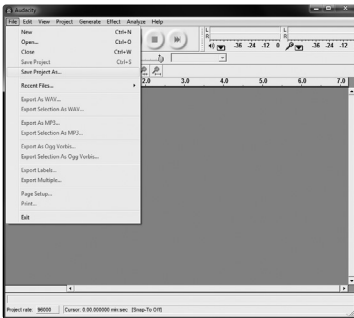 Audacity
File Edit View Project Generate Effect Analyze Help
New Ctrl+N
Open... Ctrl+O
Close Ctrl+W
Save Project Ctrl+S
Save Project As...
Recent Files...
Export As WAV...
Export Selection As WAV...
Export As MP3...
Export Selection As MP3...
Export As Ogg Vorbis...
Export Selection As Ogg Vorbis...
Export Labels...
Export Multiple...
Page Setup...
Print...
Exit
L
R
-36 -24 -12 0
L
R
-36 -24 -12
2.0 3.0 4.0 5.0 6.0 7.0
Project rate: 96000 Cursor: 0:00.000000 min:sec [Snap-To Off]